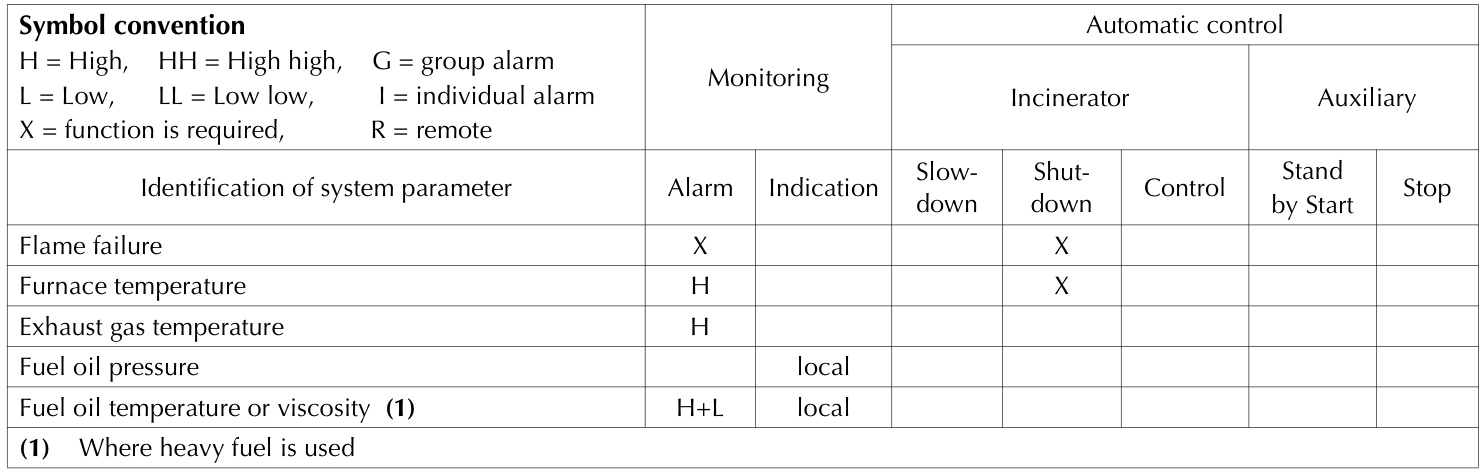 Symbol convention
H = High, HH = High high, G = group alarm
L = Low, LL = Low low, I = individual alarm
X = function is required, R = remote
Monitoring
Automatic control
Incinerator
Auxiliary
Identification of system parameter
Alarm
Indication
Slow-
down
Shut-
down
Control
Stand
by Start
Stop
Flame failure X X
Furnace temperature H X
Exhaust gas temperature H
Fuel oil pressure local
Fuel oil temperature or viscosity (1) H+L local
(1) Where heavy fuel is used